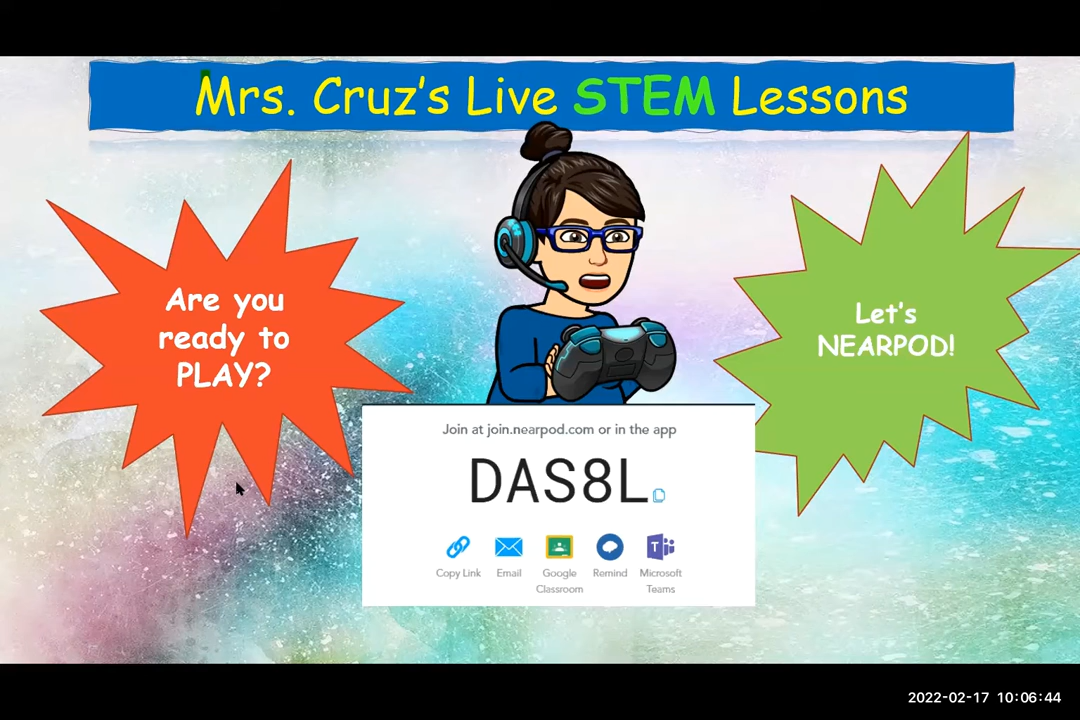 Mrs. Cruz's Live STEM Lessons
Are you
ready to
PLAY?
Let's
NEARPOD!
Join at join.nearpod.com or in the app
DAS8L
Copy Link
Email
Google
Classroom
Remind
Microsoft
Teams
2022-02-17 10:06:44